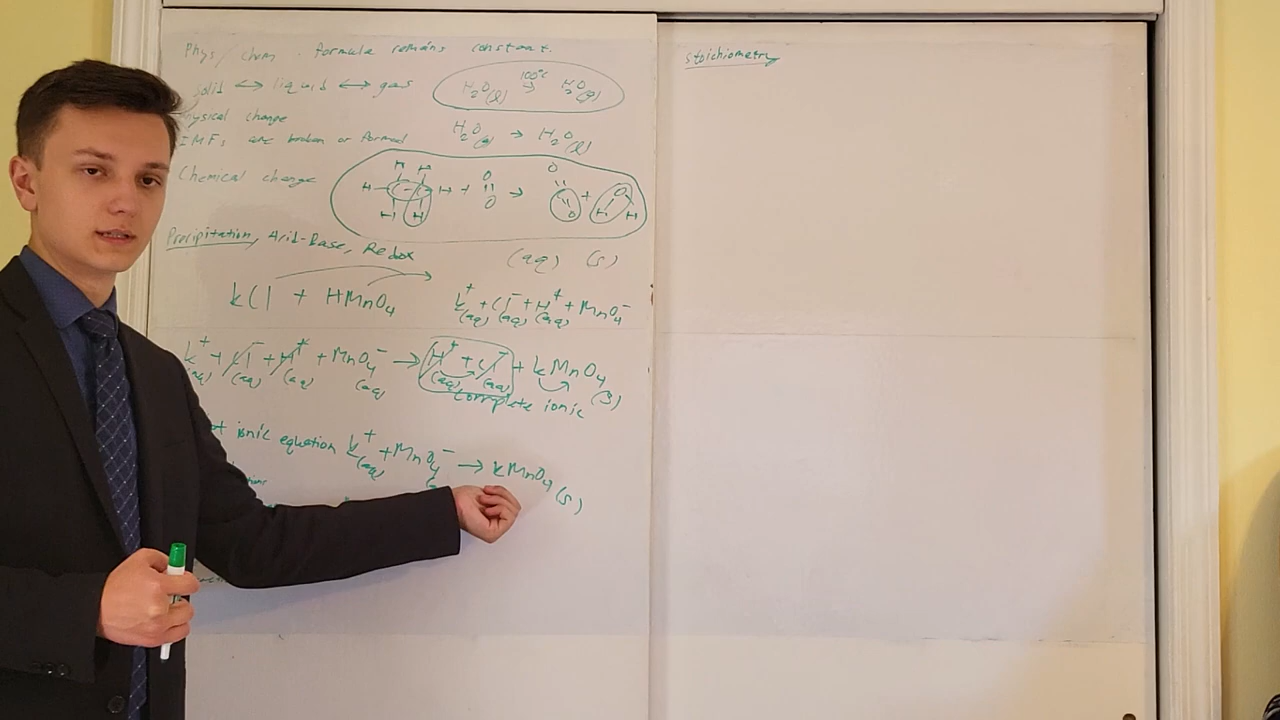 Phys/chem - formula remains constant.
solid ↔ liquid ↔ gas
H₂O(l) 100°C → H₂O(g)
physical change
H₂O(g) → H₂O(l)
IMFs are broken or formed
Chemical change
H H H H H H + O O → O O + O H H
Precipitation, Acid-Base, Redox
(aq) (s)
kCl + HMnO₄ → k⁺(aq) + Cl⁻(aq) + H⁺(aq) + MnO₄⁻
k⁺(aq) + Cl⁻(aq) + H⁺(aq) + MnO₄⁻(aq) → H⁺(aq) + Cl⁻(aq) + kMnO₄(s)
complete ionic
ionic equation k⁺(aq) + MnO₄⁻ → kMnO₄(s)
stoichiometry